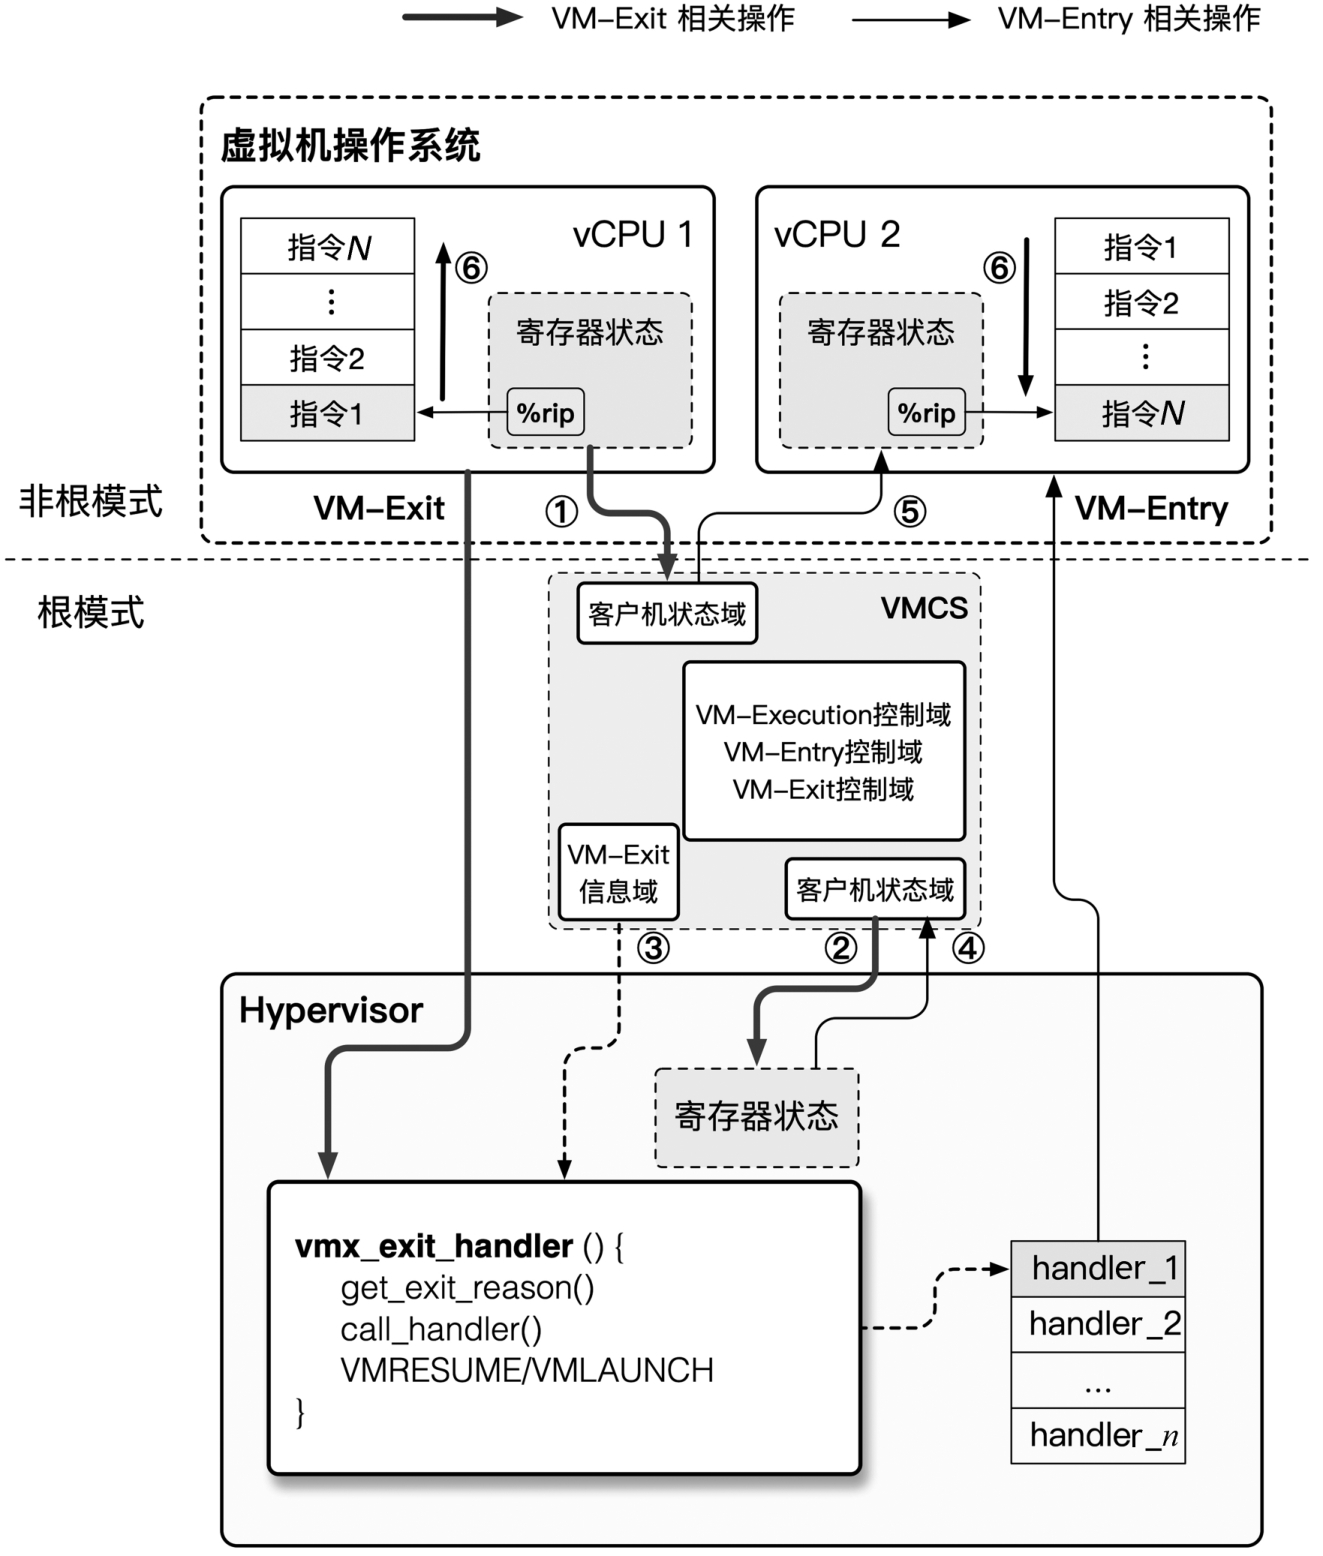 VM-Exit 相关操作
VM-Entry 相关操作
虚拟机操作系统
vCPU 1
指令N
⋮
指令2
指令1
⑥
寄存器状态
%rip
vCPU 2
⑥
寄存器状态
%rip
指令1
指令2
⋮
指令N
非根模式
VM-Exit
①
⑤
VM-Entry
根模式
客户机状态域
VMCS
VM-Execution控制域
VM-Entry控制域
VM-Exit控制域
VM-Exit
信息域
客户机状态域
③
②
④
Hypervisor
寄存器状态
vmx_exit_handler () {
get_exit_reason()
call_handler()
VMRESUME/VMLAUNCH
}
handler_1
handler_2
...
handler_n